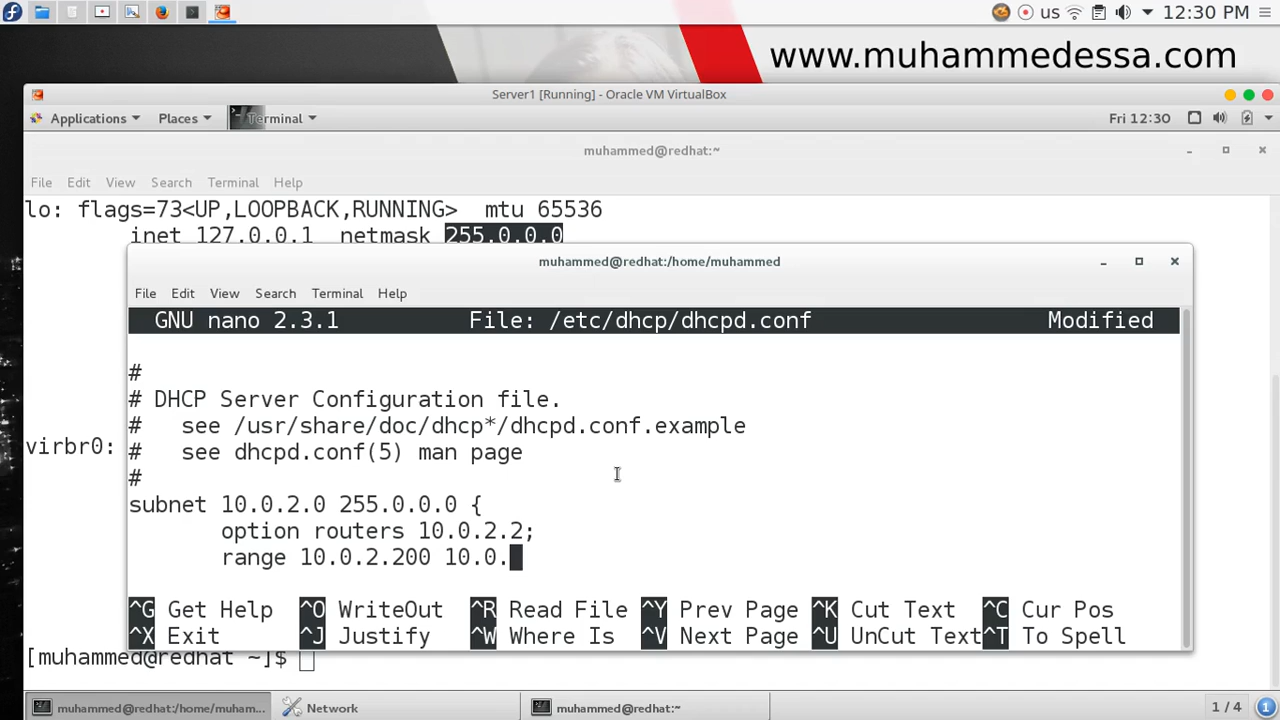 us
12:30 PM
www.muhammedessa.com
Server1 [Running] - Oracle VM VirtualBox
Applications Places Terminal Fri 12:30
muhammed@redhat:~
File Edit View Search Terminal Help
lo: flags=73<UP,LOOPBACK,RUNNING> mtu 65536
inet 127.0.0.1 netmask 255.0.0.0
muhammed@redhat:/home/muhammed
File Edit View Search Terminal Help
GNU nano 2.3.1 File: /etc/dhcp/dhcpd.conf Modified
#
# DHCP Server Configuration file.
# see /usr/share/doc/dhcp*/dhcpd.conf.example
virbr0:
# see dhcpd.conf(5) man page
#
subnet 10.0.2.0 255.0.0.0 {
option routers 10.0.2.2;
range 10.0.2.200 10.0.
^G Get Help ^O WriteOut ^R Read File ^Y Prev Page ^K Cut Text ^C Cur Pos
^X Exit ^J Justify ^W Where Is ^V Next Page ^U UnCut Text ^T To Spell
[muhammed@redhat ~]$
muhammed@redhat:/home/muham... Network muhammed@redhat:~ 1 / 4 1